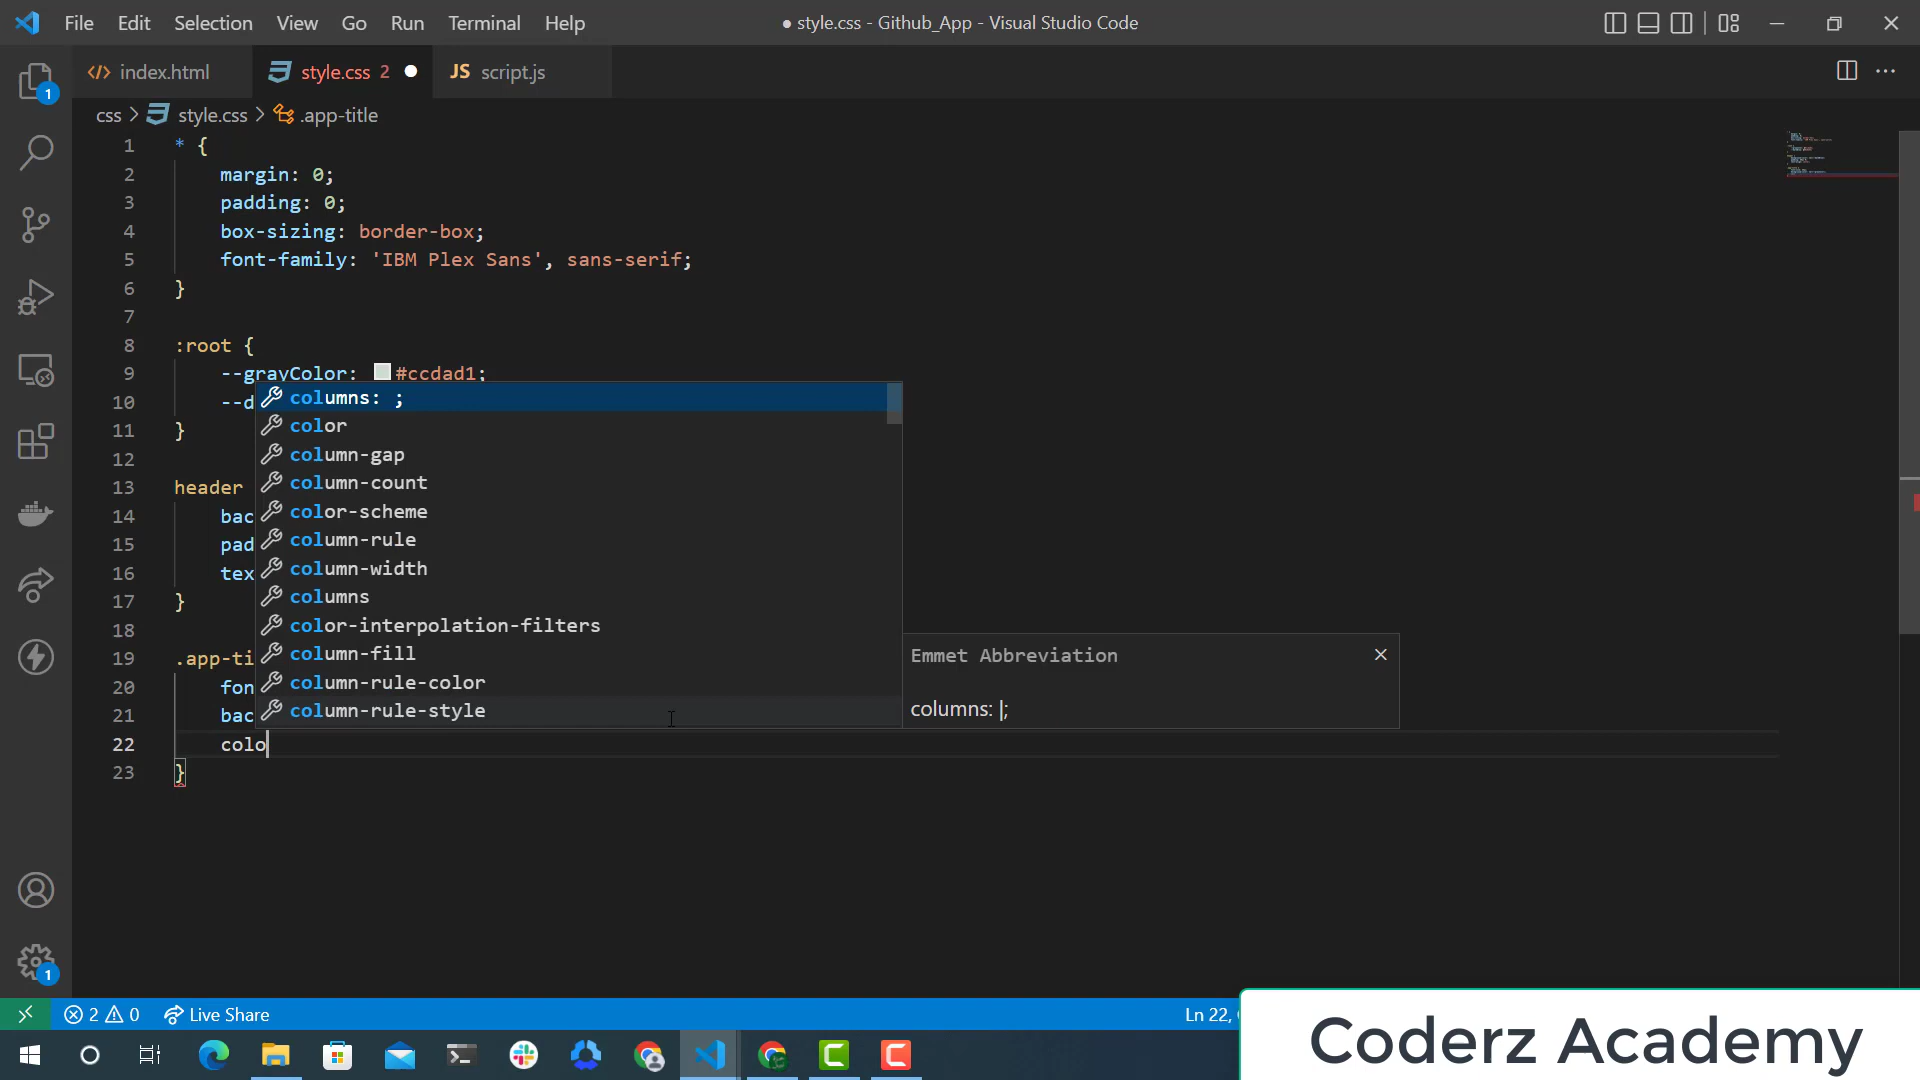 File Edit Selection View Go Run Terminal Help
● style.css - Github_App - Visual Studio Code
index.html
style.css 2
JS script.js
css > style.css > .app-title
1 * {
2 margin: 0;
3 padding: 0;
4 box-sizing: border-box;
5 font-family: 'IBM Plex Sans', sans-serif;
6 }
7
8 :root {
9 --grayColor: #ccdad1;
10 --d
11 }
12
13 header
14 bac
15 pad
16 tex
17 }
18
19 .app-ti
20 fon
21 bac
22 colo
23 }
columns: ;
color
column-gap
column-count
color-scheme
column-rule
column-width
columns
color-interpolation-filters
column-fill
column-rule-color
column-rule-style
Emmet Abbreviation
columns: |;
1
1
2 0
Live Share
Ln 22,
Coderz Academy